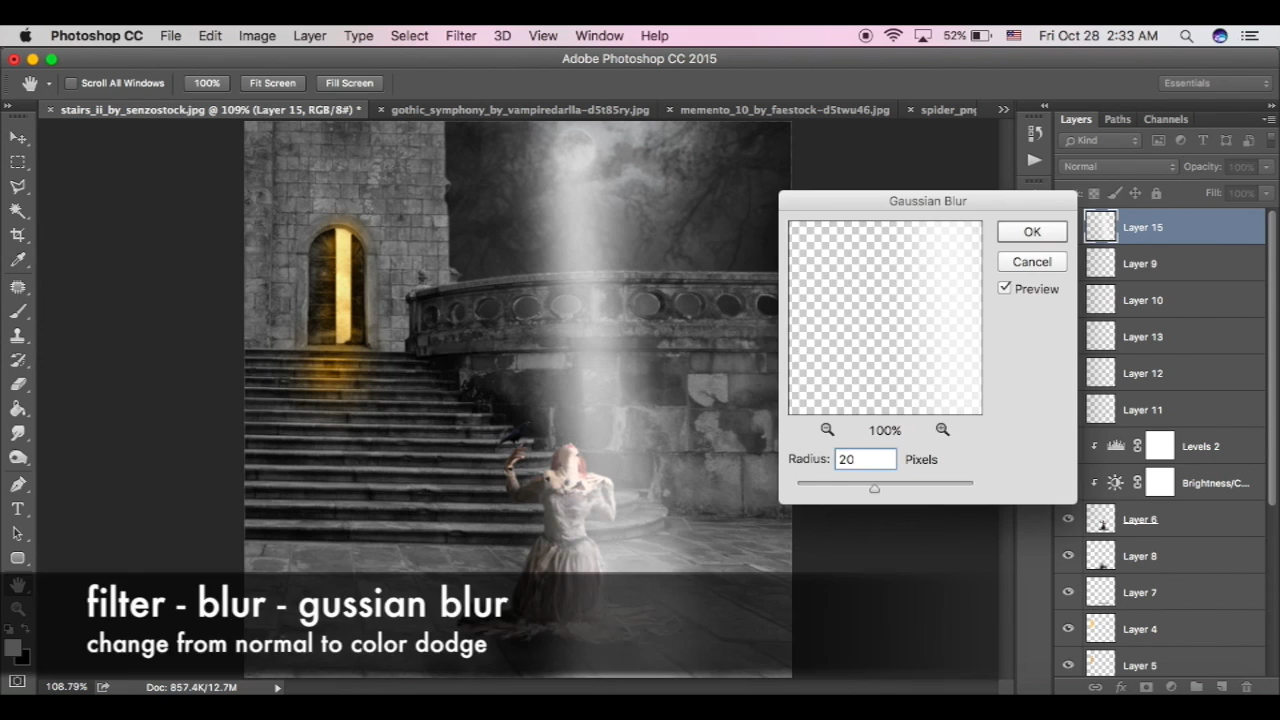 Photoshop CC File Edit Image Layer Type Select Filter 3D View Window Help 52% Fri Oct 28 2:33 AM
Adobe Photoshop CC 2015
Scroll All Windows 100% Fit Screen Fill Screen Essentials
stairs_ii_by_senzostock.jpg @ 109% (Layer 15, RGB/8#) * gothic_symphony_by_vampiredarlla-d5t85ry.jpg memento_10_by_faestock-d5twu46.jpg spider_png
Layers Paths Channels
Kind
Normal Opacity: 100%
Fill: 100%
Gaussian Blur
OK
Cancel
Preview
100%
Radius: 20 Pixels
Layer 15
Layer 9
Layer 10
Layer 13
Layer 12
Layer 11
Levels 2
Brightness/C...
Layer 6
Layer 8
Layer 7
Layer 4
Layer 5
filter - blur - gussian blur
change from normal to color dodge
108.79% Doc: 857.4K/12.7M